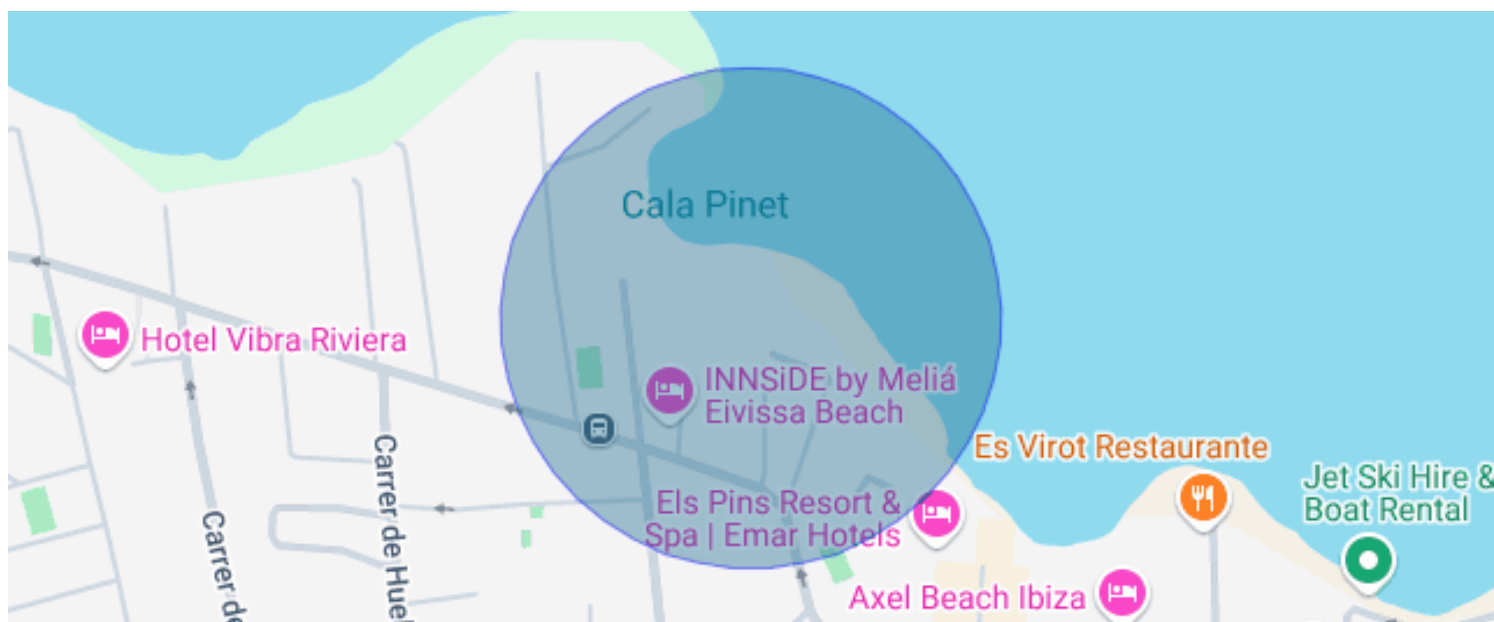 Cala Pinet
Hotel Vibra Riviera
INNSiDE by Meliá
Eivissa Beach
Es Virot Restaurante
Jet Ski Hire &
Boat Rental
Els Pins Resort &
Spa | Emar Hotels
Axel Beach Ibiza
Carrer de Huel
Carrer de